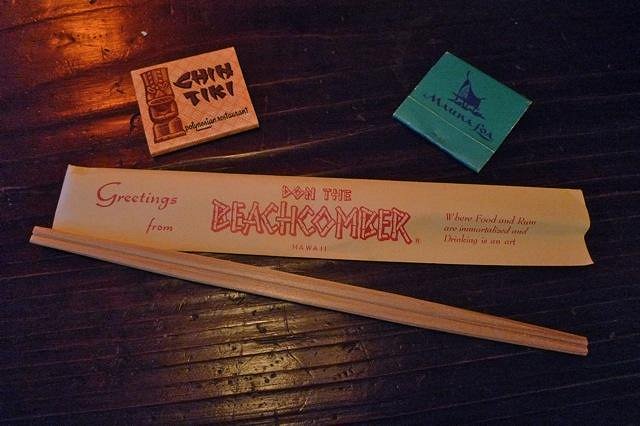 CHIN
TIKI
polynesian restaurant
Mauna Loa
Greetings
from
DON THE
BEACHCOMBER®
HAWAII
Where Food and Rum
are immortalized and
Drinking is an art